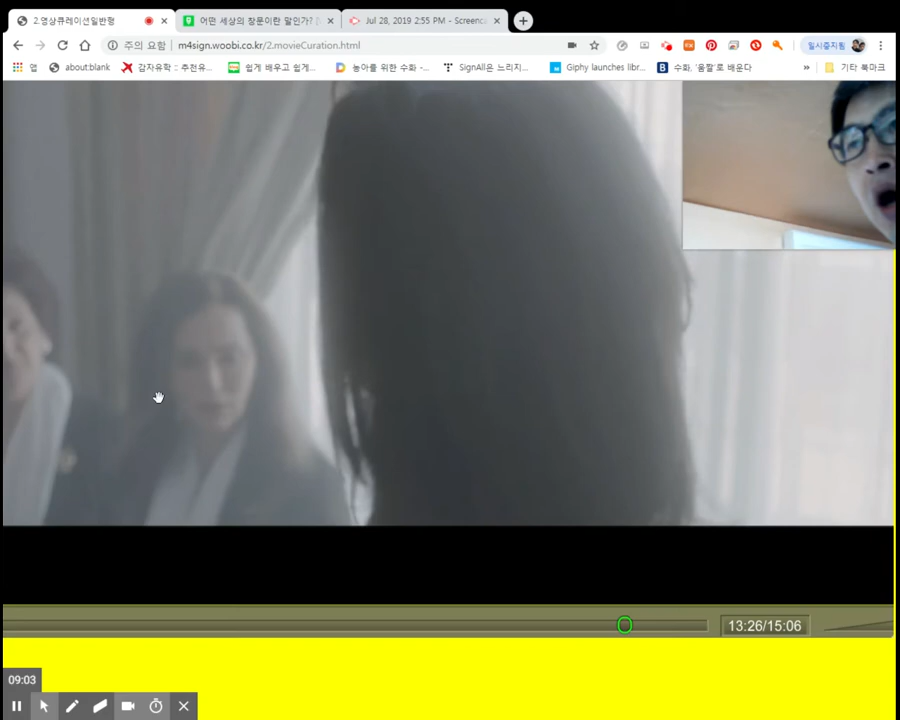 2.영상큐레이션일반형
어떤 세상의 창문이란 말인가?
Jul 28, 2019 2:55 PM - Screenca
주의 요함
m4sign.woobi.co.kr/2.movieCuration.html
일시중지됨
앱
about:blank
감자유학 :: 추천유...
쉽게 배우고 쉽게...
농아를 위한 수화 -...
SignAll은 느리지...
Giphy launches libr...
수화, '움짤'로 배운다
»
기타 북마크
13:26/15:06
09:03